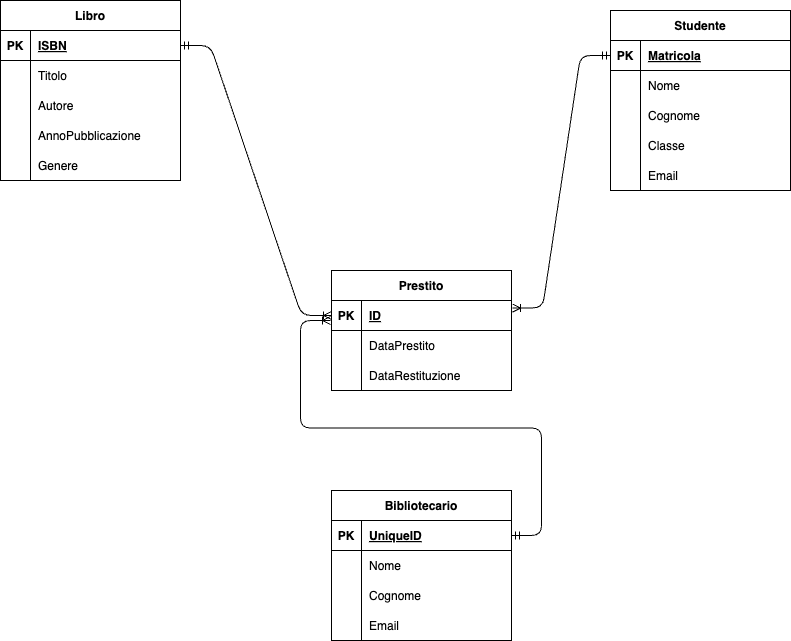 Libro
PK ISBN
Titolo
Autore
AnnoPubblicazione
Genere
Studente
PK Matricola
Nome
Cognome
Classe
Email
Prestito
PK ID
DataPrestito
DataRestituzione
Bibliotecario
PK UniqueID
Nome
Cognome
Email